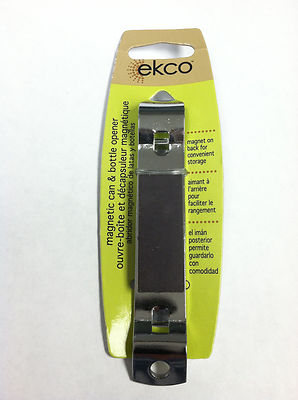 ekco
magnetic can & bottle opener
ouvre-boîte et décapsuleur magnétique
abridor magnético de latas y botellas
magnet on
back for
convenient
storage
aimant à
l'arrière
pour
faciliter le
rangement
el imán
posterior
permite
guardarlo
con
comodidad